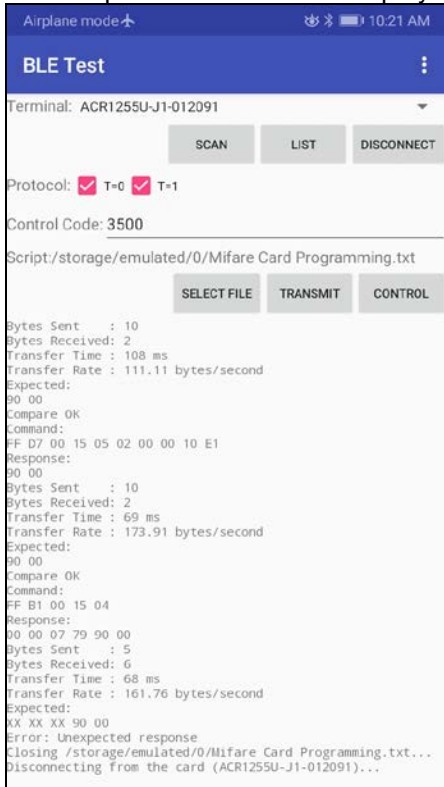 Airplane mode 10:21 AM
BLE Test
Terminal: ACR1255U-J1-012091
SCAN LIST DISCONNECT
Protocol: T=0 T=1
Control Code: 3500
Script:/storage/emulated/0/Mifare Card Programming.txt
SELECT FILE TRANSMIT CONTROL
Bytes Sent : 10
Bytes Received: 2
Transfer Time : 108 ms
Transfer Rate : 111.11 bytes/second
Expected:
90 00
Compare OK
Command:
FF D7 00 15 05 02 00 00 10 E1
Response:
90 00
Bytes Sent : 10
Bytes Received: 2
Transfer Time : 69 ms
Transfer Rate : 173.91 bytes/second
Expected:
90 00
Compare OK
Command:
FF B1 00 15 04
Response:
00 00 07 79 90 00
Bytes Sent : 5
Bytes Received: 6
Transfer Time : 68 ms
Transfer Rate : 161.76 bytes/second
Expected:
XX XX XX 90 00
Error: Unexpected response
Closing /storage/emulated/0/Mifare Card Programming.txt...
Disconnecting from the card (ACR1255U-J1-012091)...